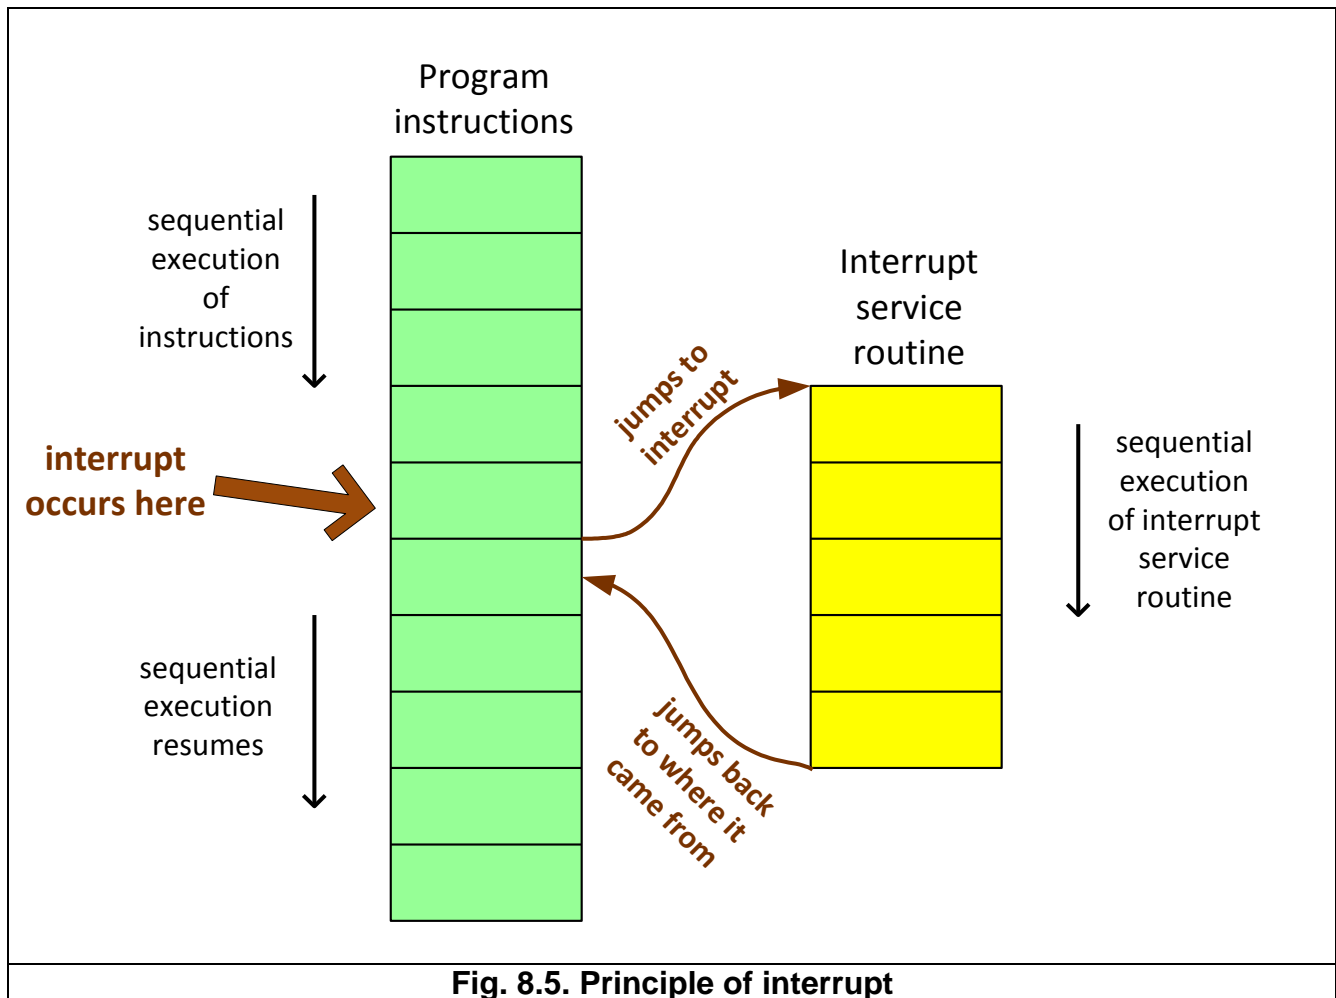 Program
instructions
sequential
execution
of
instructions
Interrupt
service
routine
jumps to
interrupt
interrupt
occurs here
sequential
execution
of interrupt
service
routine
sequential
execution
resumes
jumps back
to where it
came from
Fig. 8.5. Principle of interrupt